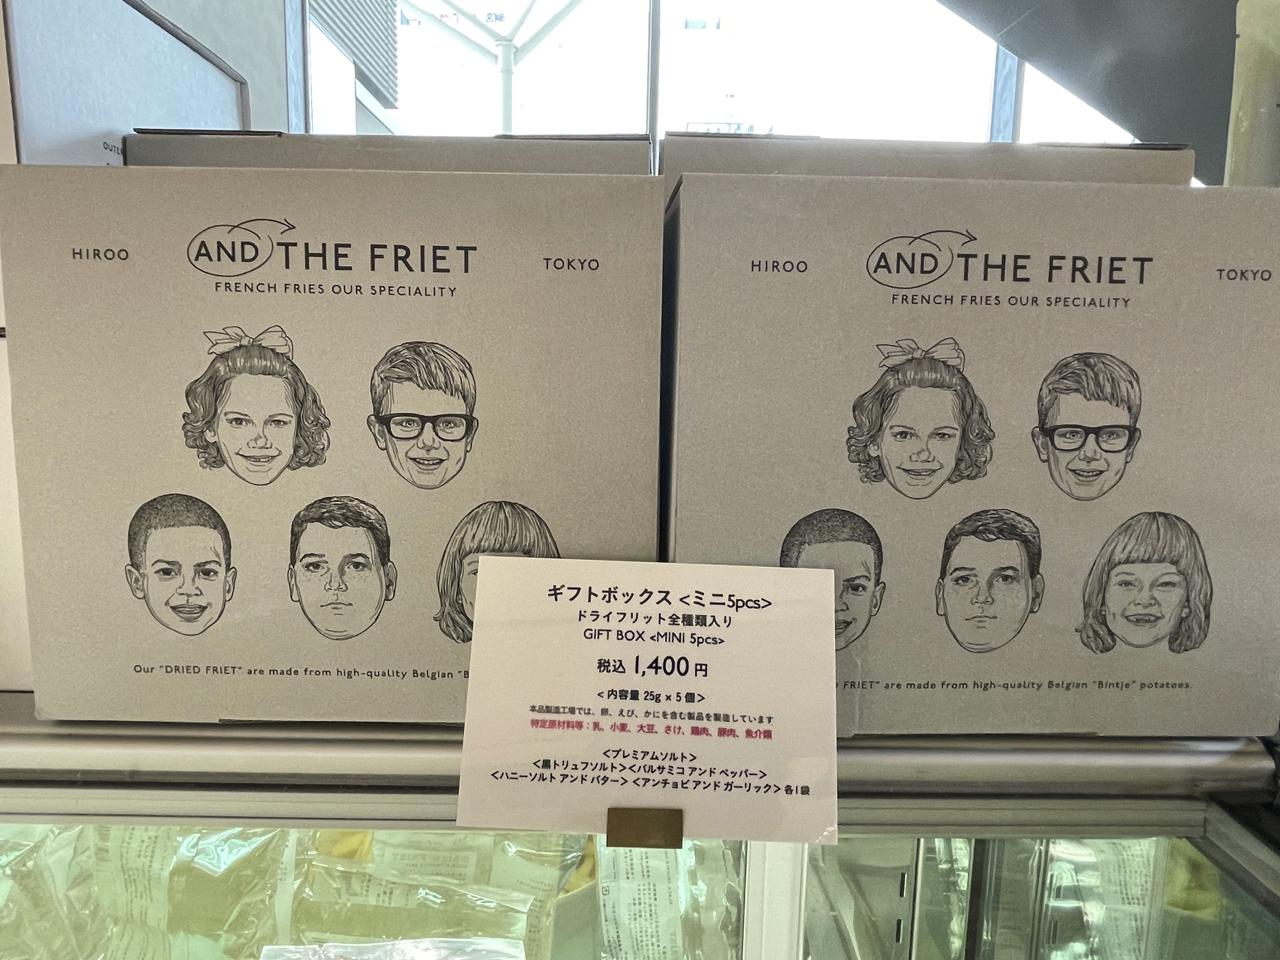 OUTE
HIROO
AND THE FRIET
TOKYO
FRENCH FRIES OUR SPECIALITY
Our "DRIED FRIET" are made from high-quality Belgian "B
HIROO
AND THE FRIET
TOKYO
FRENCH FRIES OUR SPECIALITY
FRIET" are made from high-quality Belgian "Bintje" potatoes.
ギフトボックス <ミニ5pcs>
ドライフリット全種類入り
GIFT BOX <MINI 5pcs>
税込 1,400 円
< 内容量 25g × 5 個 >
本品製造工場では、卵、えび、かにを含む製品を製造しています
特定原材料等：乳、小麦、大豆、さけ、鶏肉、豚肉、魚介類
<プレミアムソルト>
<黒トリュフソルト><バルサミコ アンド ペッパー>
<ハニーソルト アンド バター> <アンチョビ アンド ガーリック> 各1袋